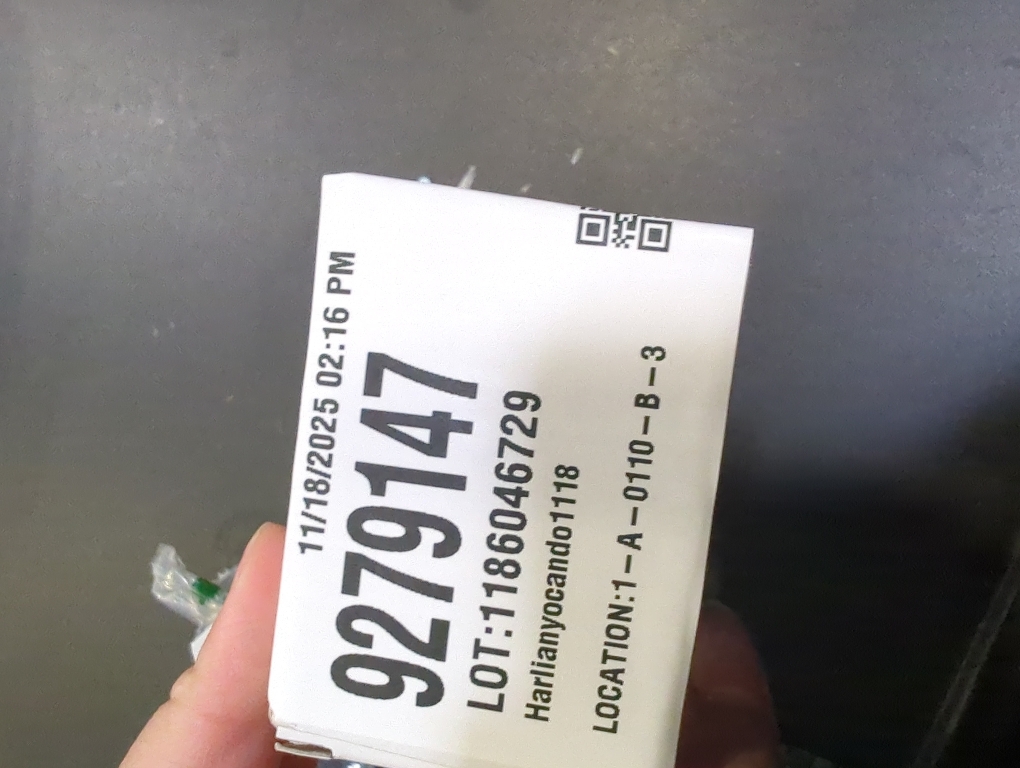 11/18/2025 02:16 PM
9279147
LOT:1186046729
Harlianyocando1118
LOCATION:1-A-0110-B-3